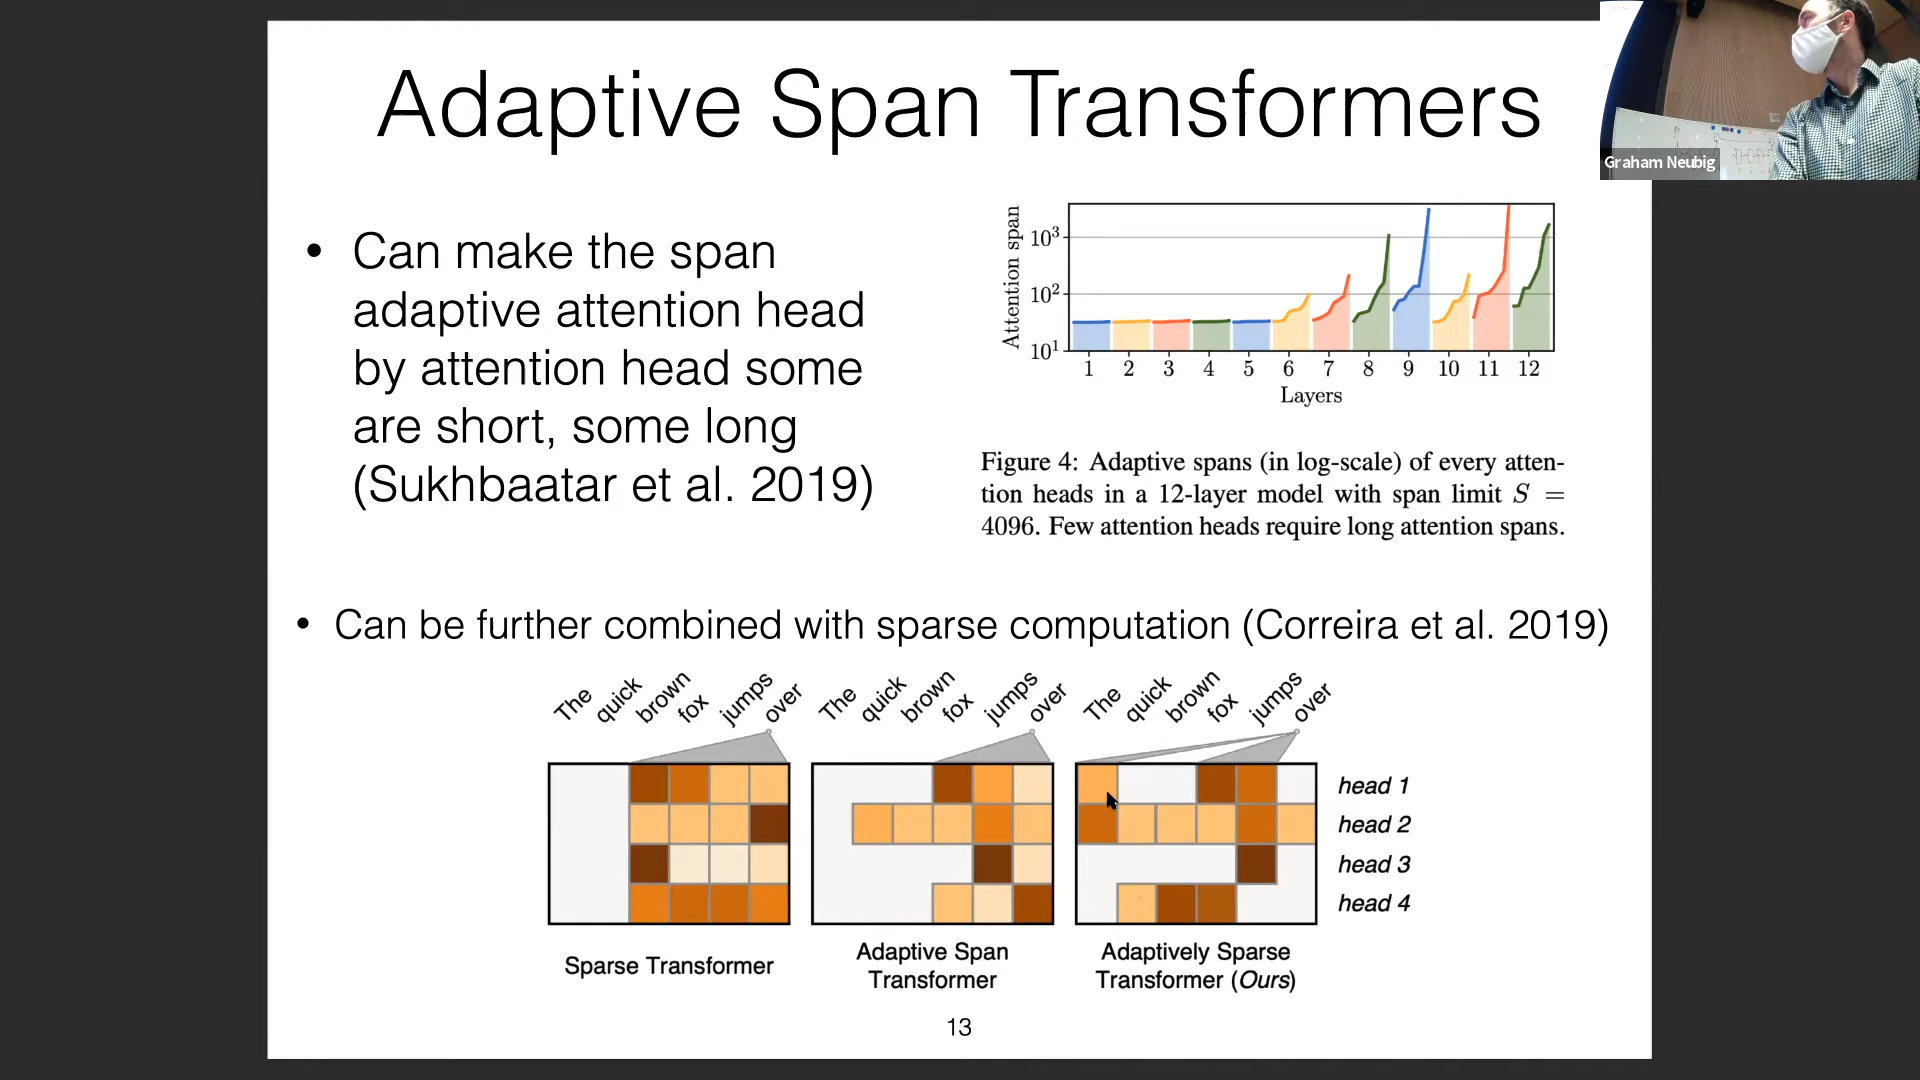 Adaptive Span Transformers
Graham Neubig
• Can make the span
adaptive attention head
by attention head some
are short, some long
(Sukhbaatar et al. 2019)
Attention span
10³
10²
10¹
1 2 3 4 5 6 7 8 9 10 11 12
Layers
Figure 4: Adaptive spans (in log-scale) of every atten-
tion heads in a 12-layer model with span limit S =
4096. Few attention heads require long attention spans.
• Can be further combined with sparse computation (Correira et al. 2019)
The quick brown fox jumps over
The quick brown fox jumps over
The quick brown fox jumps over
head 1
head 2
head 3
head 4
Sparse Transformer
Adaptive Span
Transformer
Adaptively Sparse
Transformer (Ours)
13